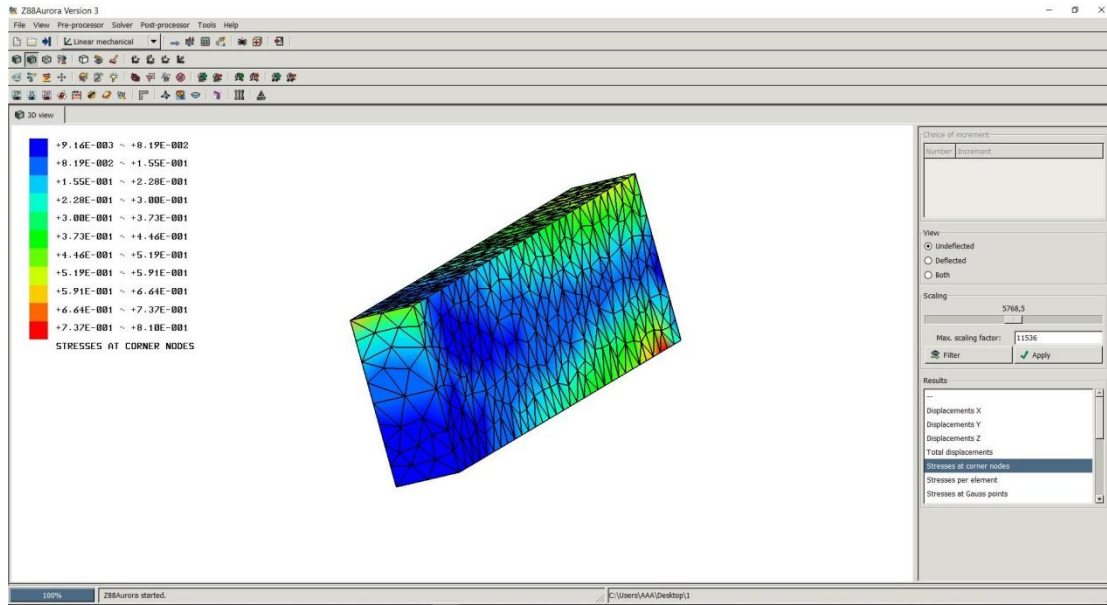 Z88Aurora Version 3
File View Pre-processor Solver Post-processor Tools Help
Linear mechanical
3D view
+9.16E-003 ~ +8.19E-002
+8.19E-002 ~ +1.55E-001
+1.55E-001 ~ +2.28E-001
+2.28E-001 ~ +3.00E-001
+3.00E-001 ~ +3.73E-001
+3.73E-001 ~ +4.46E-001
+4.46E-001 ~ +5.19E-001
+5.19E-001 ~ +5.91E-001
+5.91E-001 ~ +6.64E-001
+6.64E-001 ~ +7.37E-001
+7.37E-001 ~ +8.10E-001
STRESSES AT CORNER NODES
Choice of increment
Number Increment
View
Undeflected
Deflected
Both
Scaling
5768,5
Max. scaling factor: 11536
Filter Apply
Results
--
Displacements X
Displacements Y
Displacements Z
Total displacements
Stresses at corner nodes
Stresses per element
Stresses at Gauss points
100% Z88Aurora started. C:\Users\AAA\Desktop\1